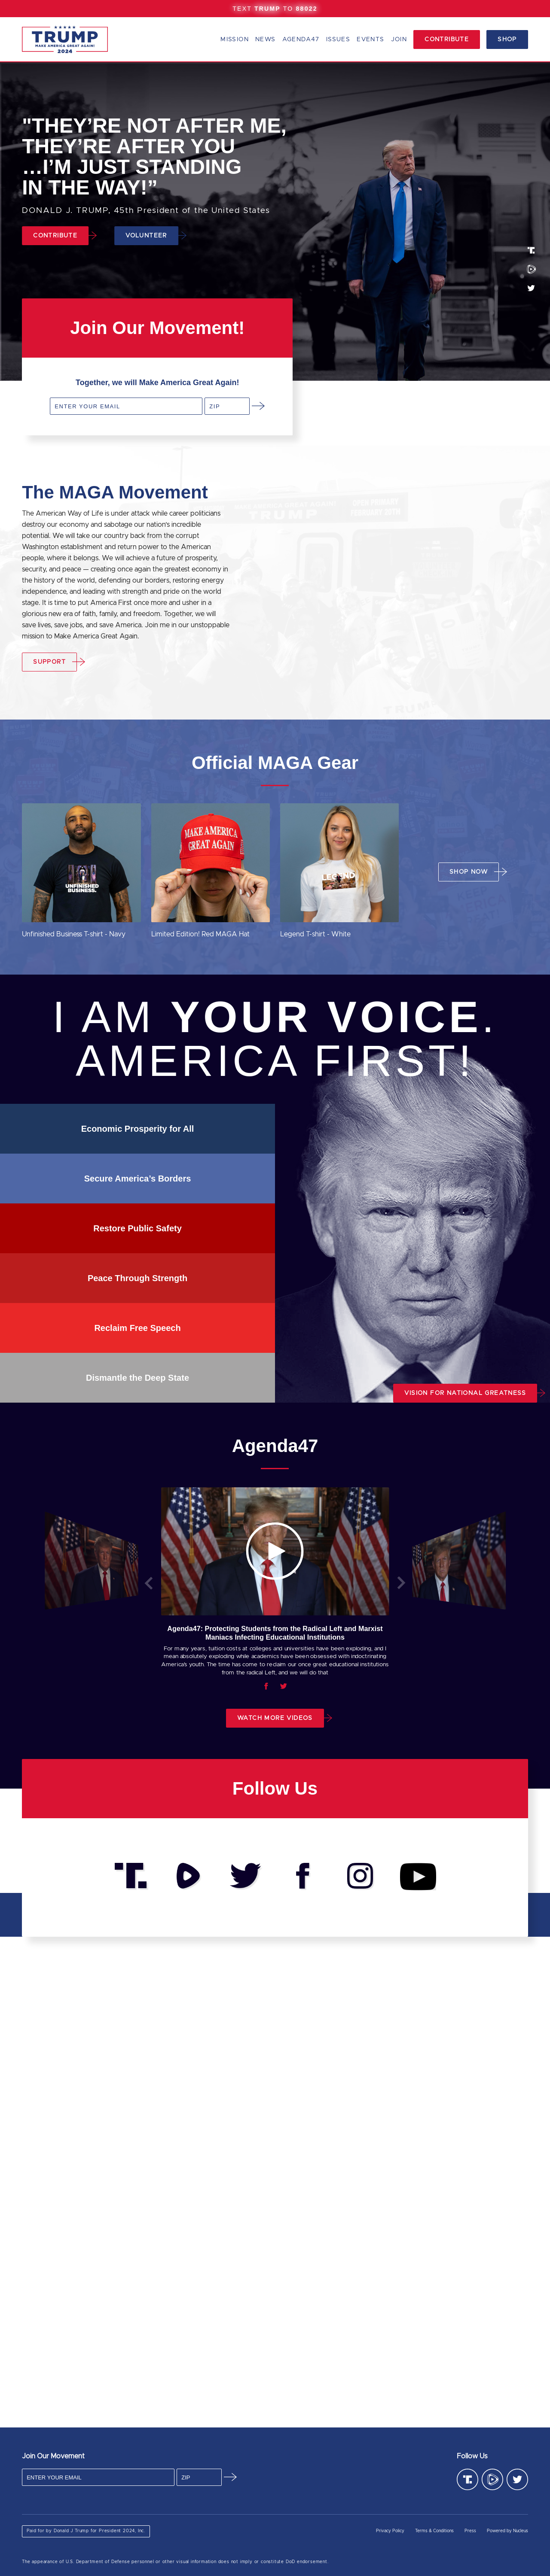 TEXT TRUMP TO 88022
TRUMP
MAKE AMERICA GREAT AGAIN!
2024
MISSION NEWS AGENDA47 ISSUES EVENTS JOIN CONTRIBUTE SHOP
"THEY’RE NOT AFTER ME,
THEY’RE AFTER YOU
…I’M JUST STANDING
IN THE WAY!”
DONALD J. TRUMP, 45th President of the United States
CONTRIBUTE VOLUNTEER
Join Our Movement!
Together, we will Make America Great Again!
ENTER YOUR EMAIL ZIP
The MAGA Movement
The American Way of Life is under attack while career politicians
destroy our economy and sabotage our nation’s incredible
potential. We will take our country back from the corrupt
Washington establishment and return power to the American
people, where it belongs. We will achieve a future of prosperity,
security, and peace — creating once again the greatest economy in
the history of the world, defending our borders, restoring energy
independence, and leading with strength and pride on the world
stage. It is time to put America First once more and usher in a
glorious new era of faith, family, and freedom. Together, we will
save lives, save jobs, and save America. Join me in our unstoppable
mission to Make America Great Again.
SUPPORT
Official MAGA Gear
UNFINISHED
BUSINESS.
MAKE AMERICA
GREAT AGAIN
LEGEND
SHOP NOW
Unfinished Business T-shirt - Navy
Limited Edition! Red MAGA Hat
Legend T-shirt - White
I AM YOUR VOICE.
AMERICA FIRST!
Economic Prosperity for All
Secure America’s Borders
Restore Public Safety
Peace Through Strength
Reclaim Free Speech
Dismantle the Deep State
VISION FOR NATIONAL GREATNESS
Agenda47
Agenda47: Protecting Students from the Radical Left and Marxist
Maniacs Infecting Educational Institutions
For many years, tuition costs at colleges and universities have been exploding, and I
mean absolutely exploding while academics have been obsessed with indoctrinating
America’s youth. The time has come to reclaim our once great educational institutions
from the radical Left, and we will do that
WATCH MORE VIDEOS
Follow Us
Join Our Movement
ENTER YOUR EMAIL ZIP
Follow Us
Paid for by Donald J Trump for President 2024, Inc.
Privacy Policy Terms & Conditions Press Powered by Nucleus
The appearance of U.S. Department of Defense personnel or other visual information does not imply or constitute DoD endorsement